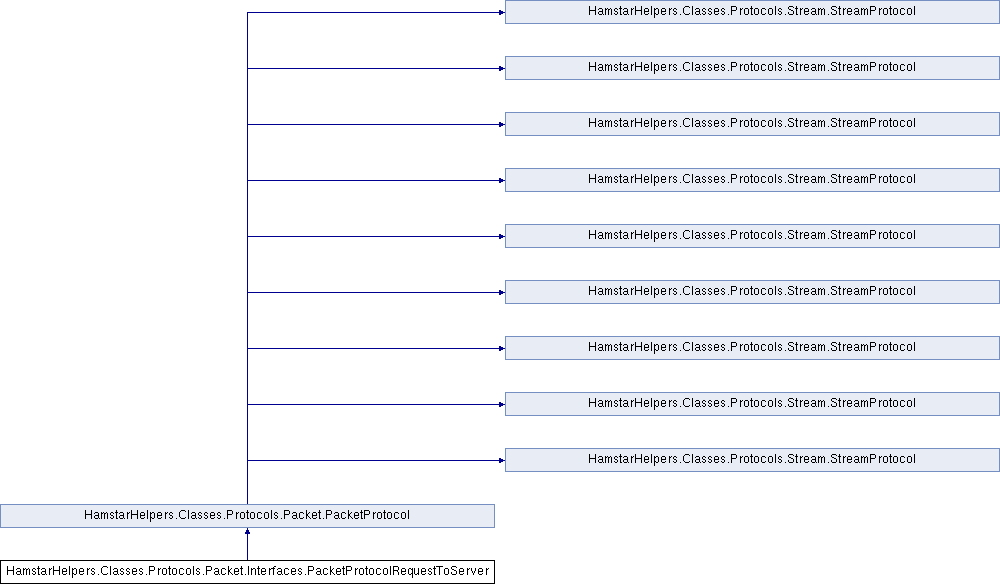 HamstarHelpers.Classes.Protocols.Stream.StreamProtocol
HamstarHelpers.Classes.Protocols.Stream.StreamProtocol
HamstarHelpers.Classes.Protocols.Stream.StreamProtocol
HamstarHelpers.Classes.Protocols.Stream.StreamProtocol
HamstarHelpers.Classes.Protocols.Stream.StreamProtocol
HamstarHelpers.Classes.Protocols.Stream.StreamProtocol
HamstarHelpers.Classes.Protocols.Stream.StreamProtocol
HamstarHelpers.Classes.Protocols.Stream.StreamProtocol
HamstarHelpers.Classes.Protocols.Stream.StreamProtocol
HamstarHelpers.Classes.Protocols.Packet.PacketProtocol
HamstarHelpers.Classes.Protocols.Packet.Interfaces.PacketProtocolRequestToServer